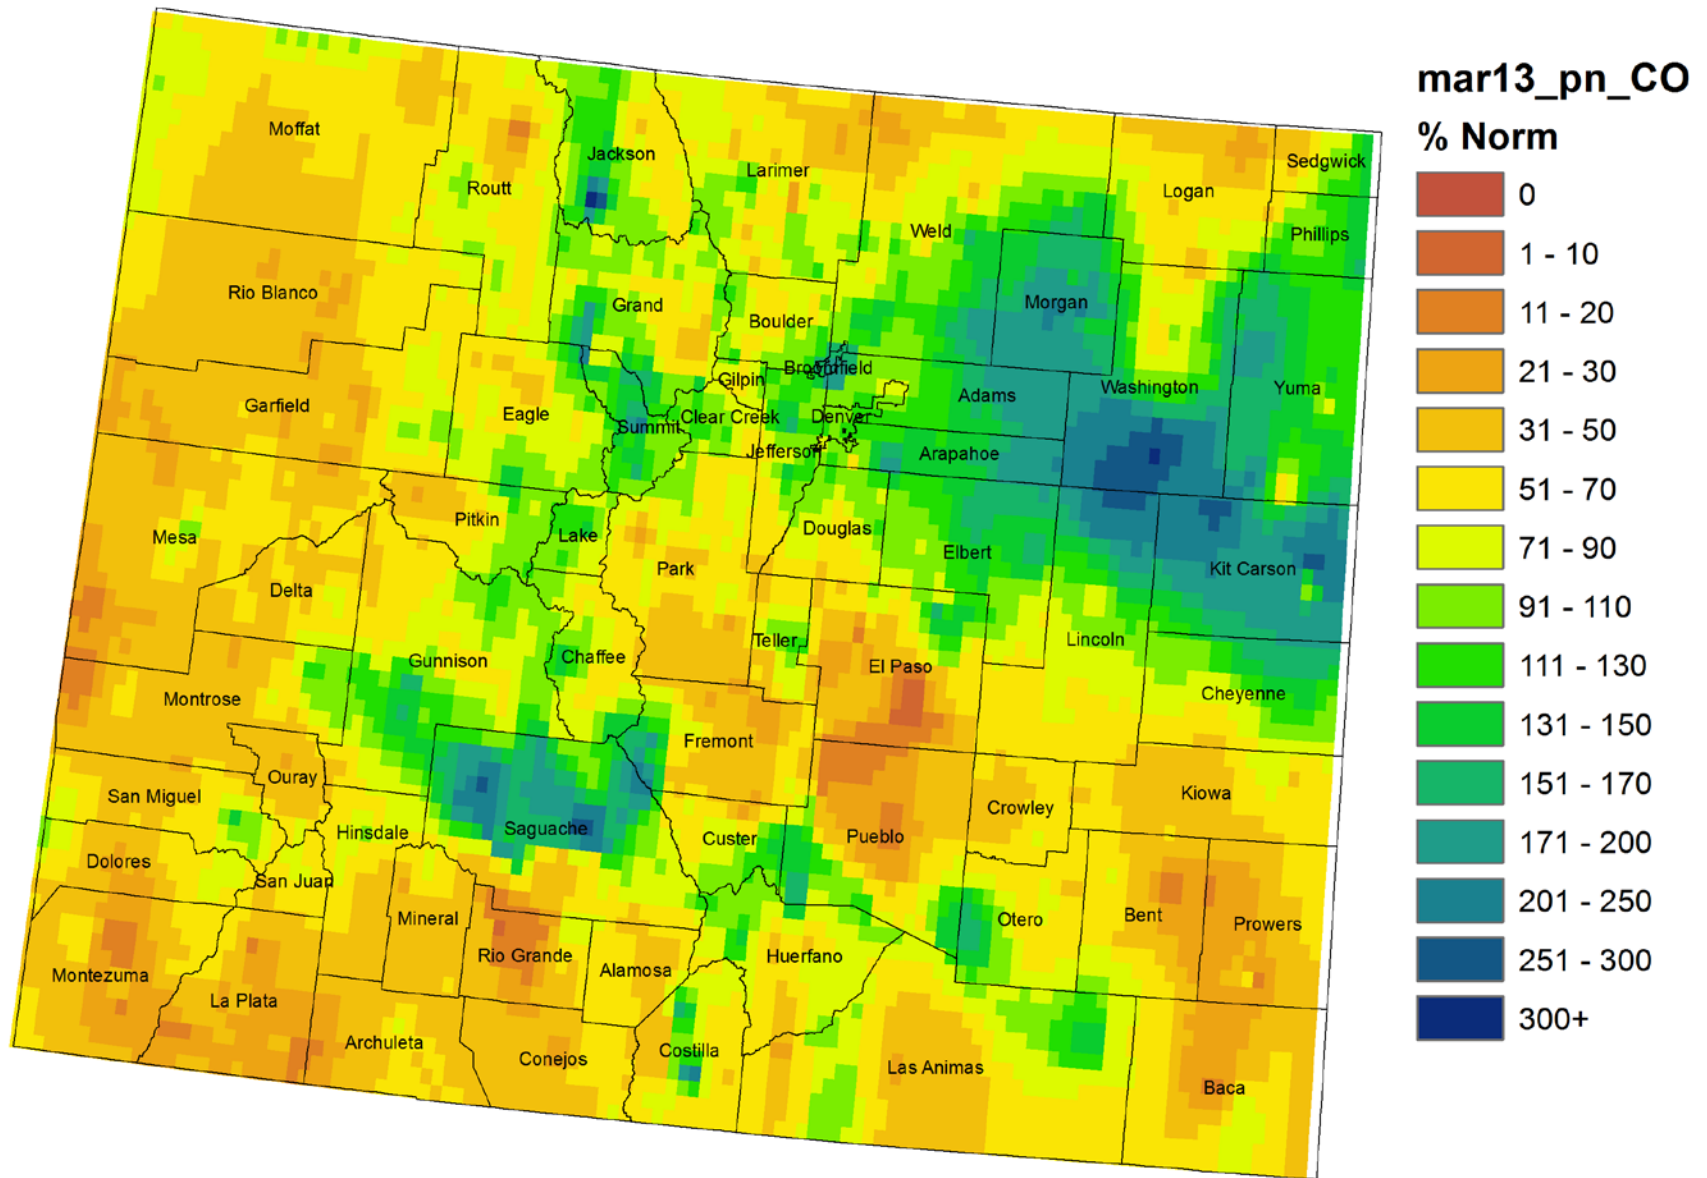 mar13_pn_CO
% Norm
0
1 - 10
11 - 20
21 - 30
31 - 50
51 - 70
71 - 90
91 - 110
111 - 130
131 - 150
151 - 170
171 - 200
201 - 250
251 - 300
300+
Moffat
Routt
Jackson
Larimer
Weld
Logan
Sedgwick
Phillips
Rio Blanco
Grand
Boulder
Morgan
Broomfield
Gilpin
Garfield
Eagle
Summit
Clear Creek
Denver
Jefferson
Adams
Arapahoe
Washington
Yuma
Mesa
Pitkin
Lake
Park
Douglas
Elbert
Kit Carson
Delta
Gunnison
Chaffee
Teller
El Paso
Lincoln
Cheyenne
Montrose
Fremont
Ouray
San Miguel
Hinsdale
Saguache
Custer
Pueblo
Crowley
Kiowa
Dolores
San Juan
Mineral
Rio Grande
Alamosa
Huerfano
Otero
Bent
Prowers
Montezuma
La Plata
Archuleta
Conejos
Costilla
Las Animas
Baca